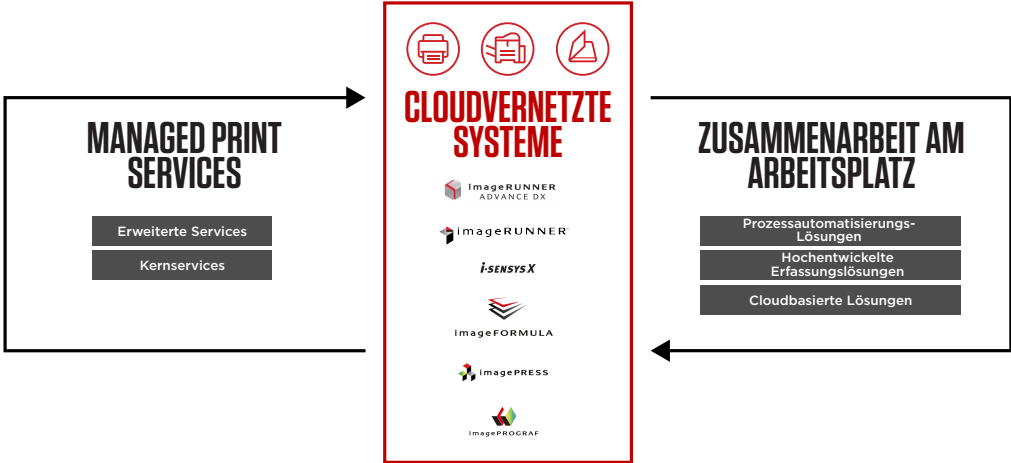 MANAGED PRINT
SERVICES
Erweiterte Services
Kernservices
CLOUDVERNETZTE
SYSTEME
imageRUNNER
ADVANCE DX
imageRUNNER
i-SENSYS X
imageFORMULA
imagePRESS
imagePROGRAF
ZUSAMMENARBEIT AM
ARBEITSPLATZ
Prozessautomatisierungs-
Lösungen
Hochentwickelte
Erfassungslösungen
Cloudbasierte Lösungen